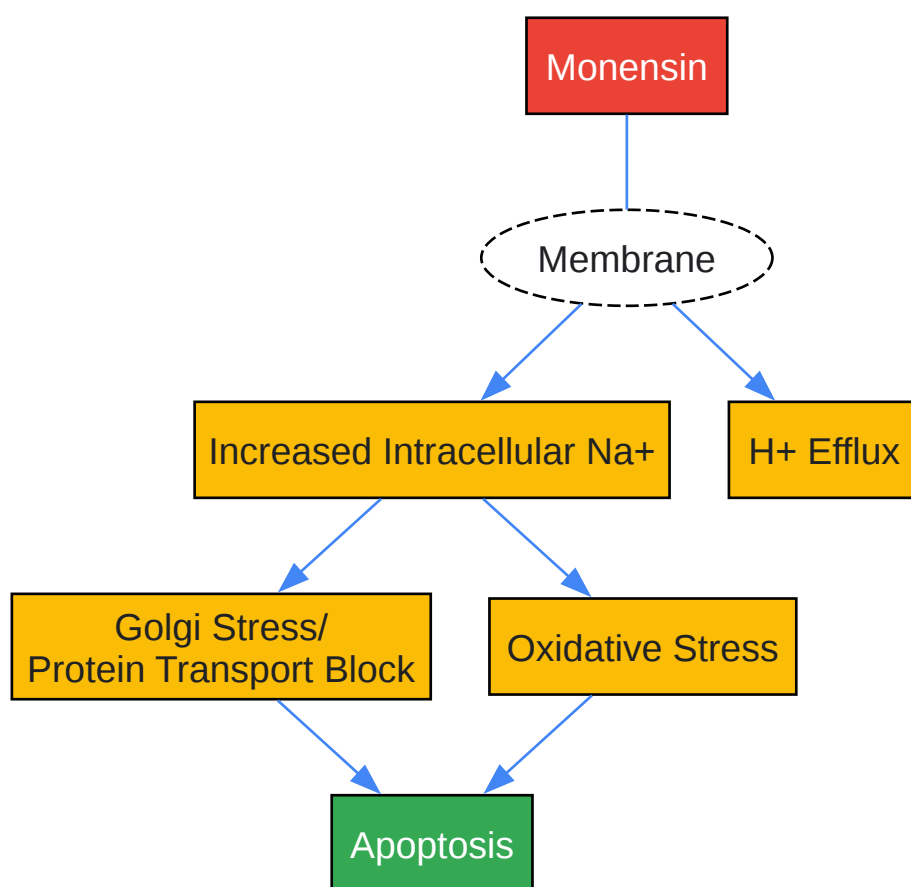 Monensin
Membrane
Increased Intracellular Na+
H+ Efflux
Golgi Stress/
Protein Transport Block
Oxidative Stress
Apoptosis